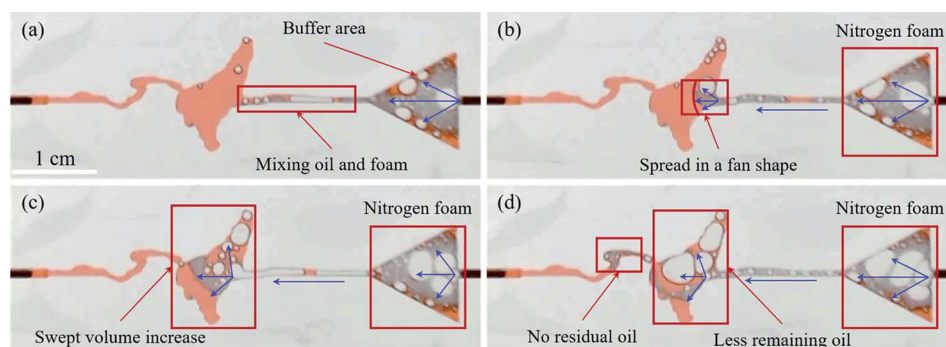 (a)
Buffer area
Mixing oil and foam
1 cm
(b)
Nitrogen foam
Spread in a fan shape
(c)
Nitrogen foam
Swept volume increase
(d)
Nitrogen foam
No residual oil
Less remaining oil